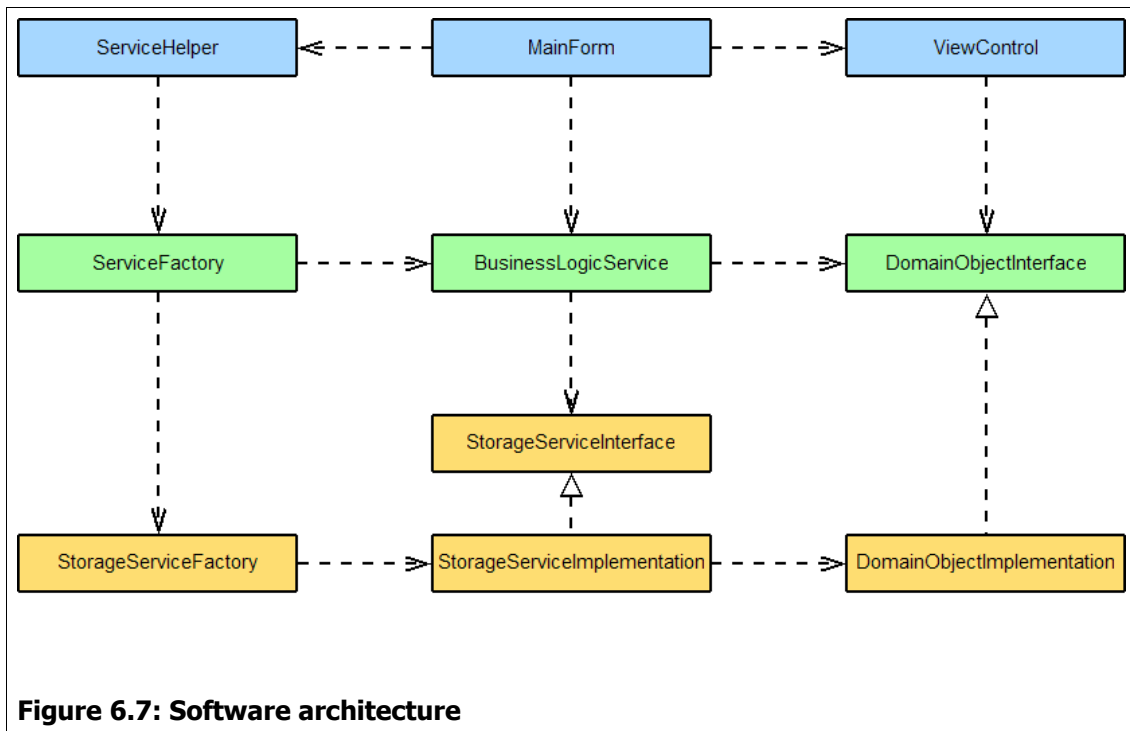 ServiceHelper
MainForm
ViewControl
ServiceFactory
BusinessLogicService
DomainObjectInterface
StorageServiceInterface
StorageServiceFactory
StorageServiceImplementation
DomainObjectImplementation
Figure 6.7: Software architecture